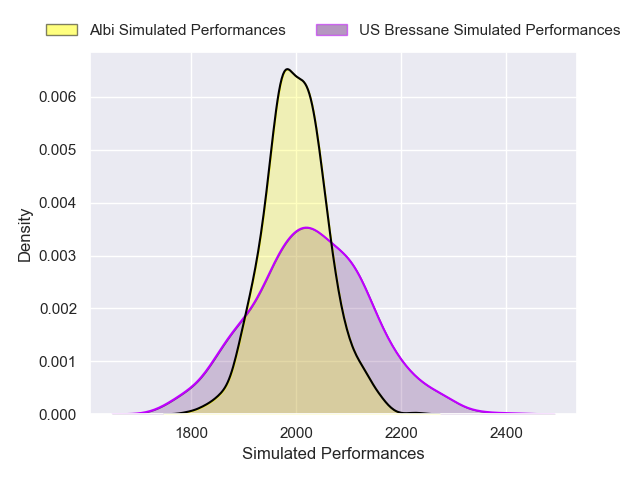 Albi Simulated Performances US Bressane Simulated Performances
0.006
0.005
0.004
0.003
0.002
0.001
0.000
Density
1800 2000 2200 2400
Simulated Performances